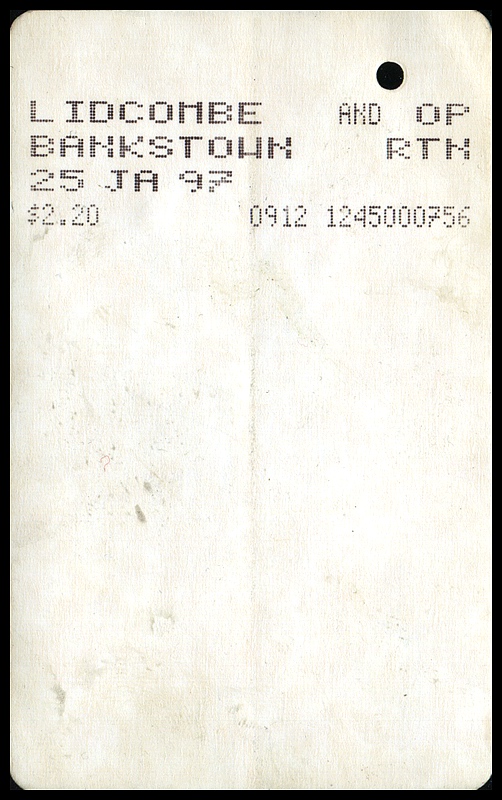 LIDCOMBE AND OP
BANKSTOWN RTN
25 JA 97
$2.20 0912 1245000756